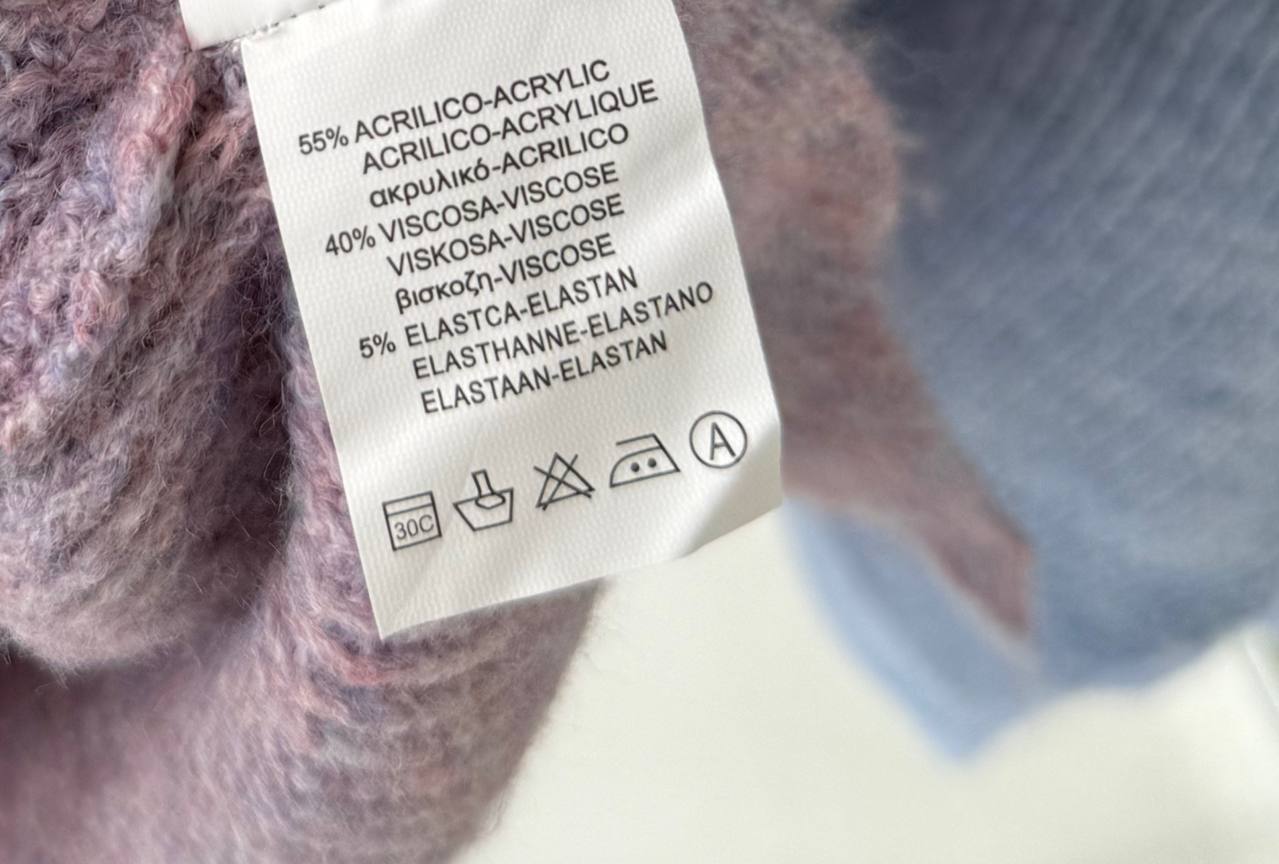 55% ACRILICO-ACRYLIC
ACRILICO-ACRYLIQUE
ακρυλικό-ACRILICO
40% VISCOSA-VISCOSE
VISKOSA-VISCOSE
βισκοζη-VISCOSE
5% ELASTCA-ELASTAN
ELASTHANNE-ELASTANO
ELASTAAN-ELASTAN
30C A